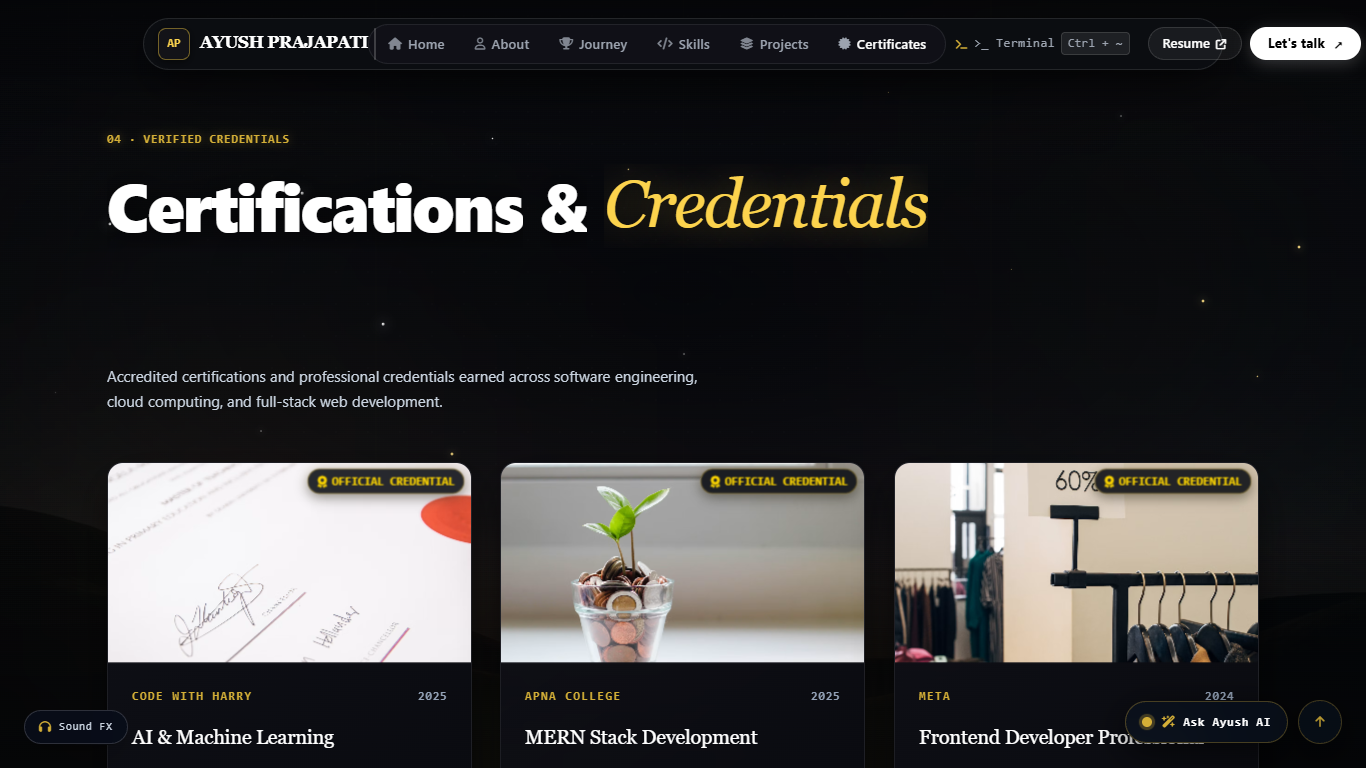 AP AYUSH PRAJAPATI Home About Journey Skills Projects Certificates >_ Terminal Ctrl + ~ Resume Let's talk ↗
04 · VERIFIED CREDENTIALS
Certifications & Credentials
Accredited certifications and professional credentials earned across software engineering,
cloud computing, and full-stack web development.
OFFICIAL CREDENTIAL
OFFICIAL CREDENTIAL
60%
OFFICIAL CREDENTIAL
CODE WITH HARRY 2025
AI & Machine Learning
APNA COLLEGE 2025
MERN Stack Development
META 2024
Frontend Developer
Sound FX
Ask Ayush AI